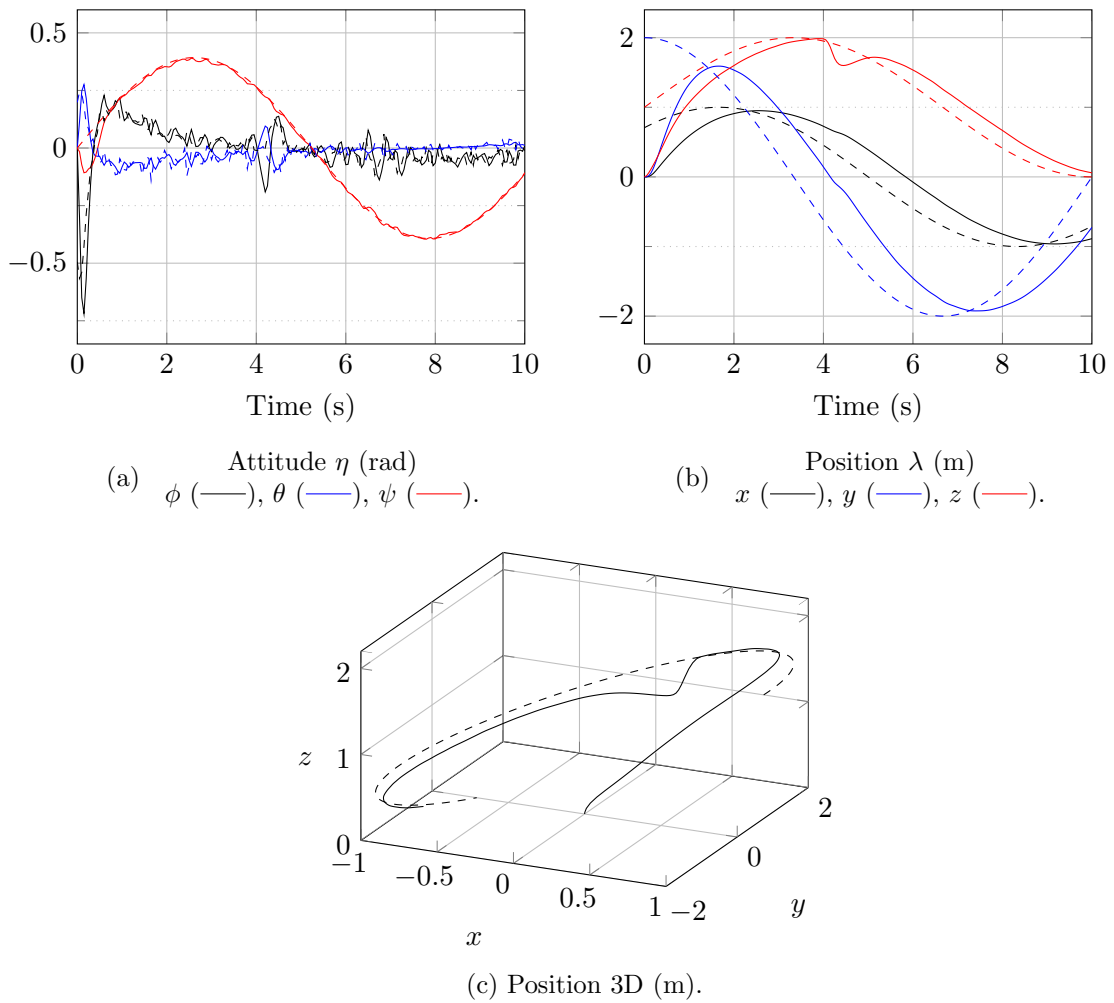 0.5
0
−0.5
0
2
4
6
8
10
Time (s)
(a)
Attitude η (rad)
ϕ (——), θ (——), ψ (——).
2
0
−2
0
2
4
6
8
10
Time (s)
(b)
Position λ (m)
x (——), y (——), z (——).
2
1
0
z
−1
−0.5
0
0.5
1
x
−2
0
2
y
(c) Position 3D (m).